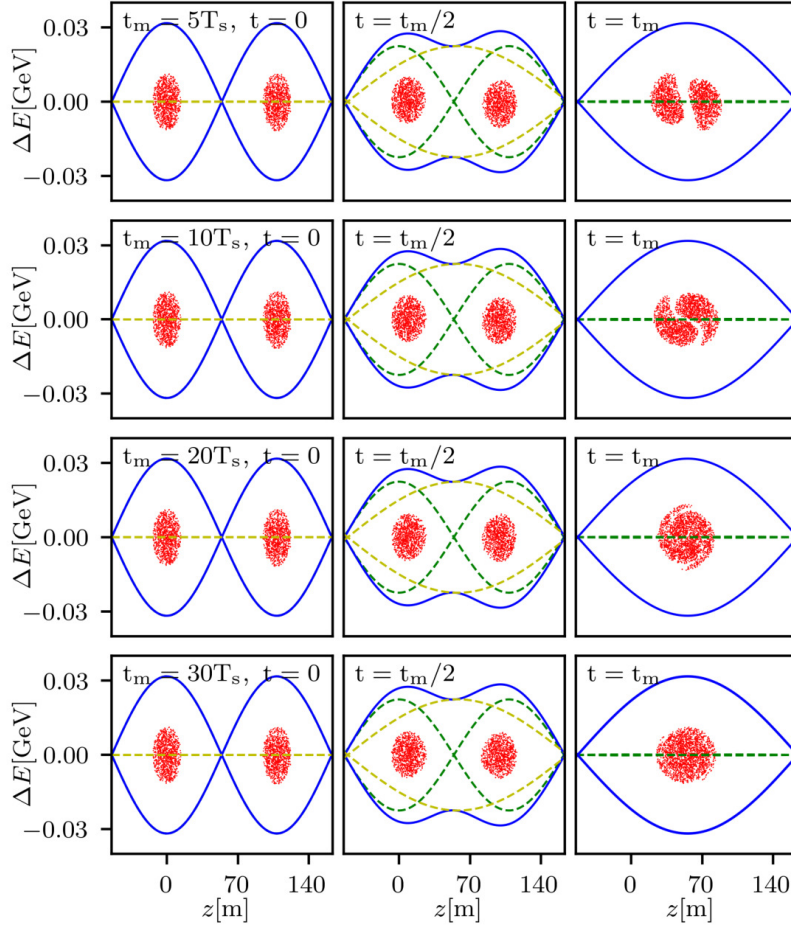 t_m = 5T_s, t = 0 t = t_m/2 t = t_m
ΔE[GeV]
0.03
0.00
−0.03
t_m = 10T_s, t = 0 t = t_m/2 t = t_m
ΔE[GeV]
0.03
0.00
−0.03
t_m = 20T_s, t = 0 t = t_m/2 t = t_m
ΔE[GeV]
0.03
0.00
−0.03
t_m = 30T_s, t = 0 t = t_m/2 t = t_m
ΔE[GeV]
0.03
0.00
−0.03
0 70 140 0 70 140 0 70 140
z[m] z[m] z[m]